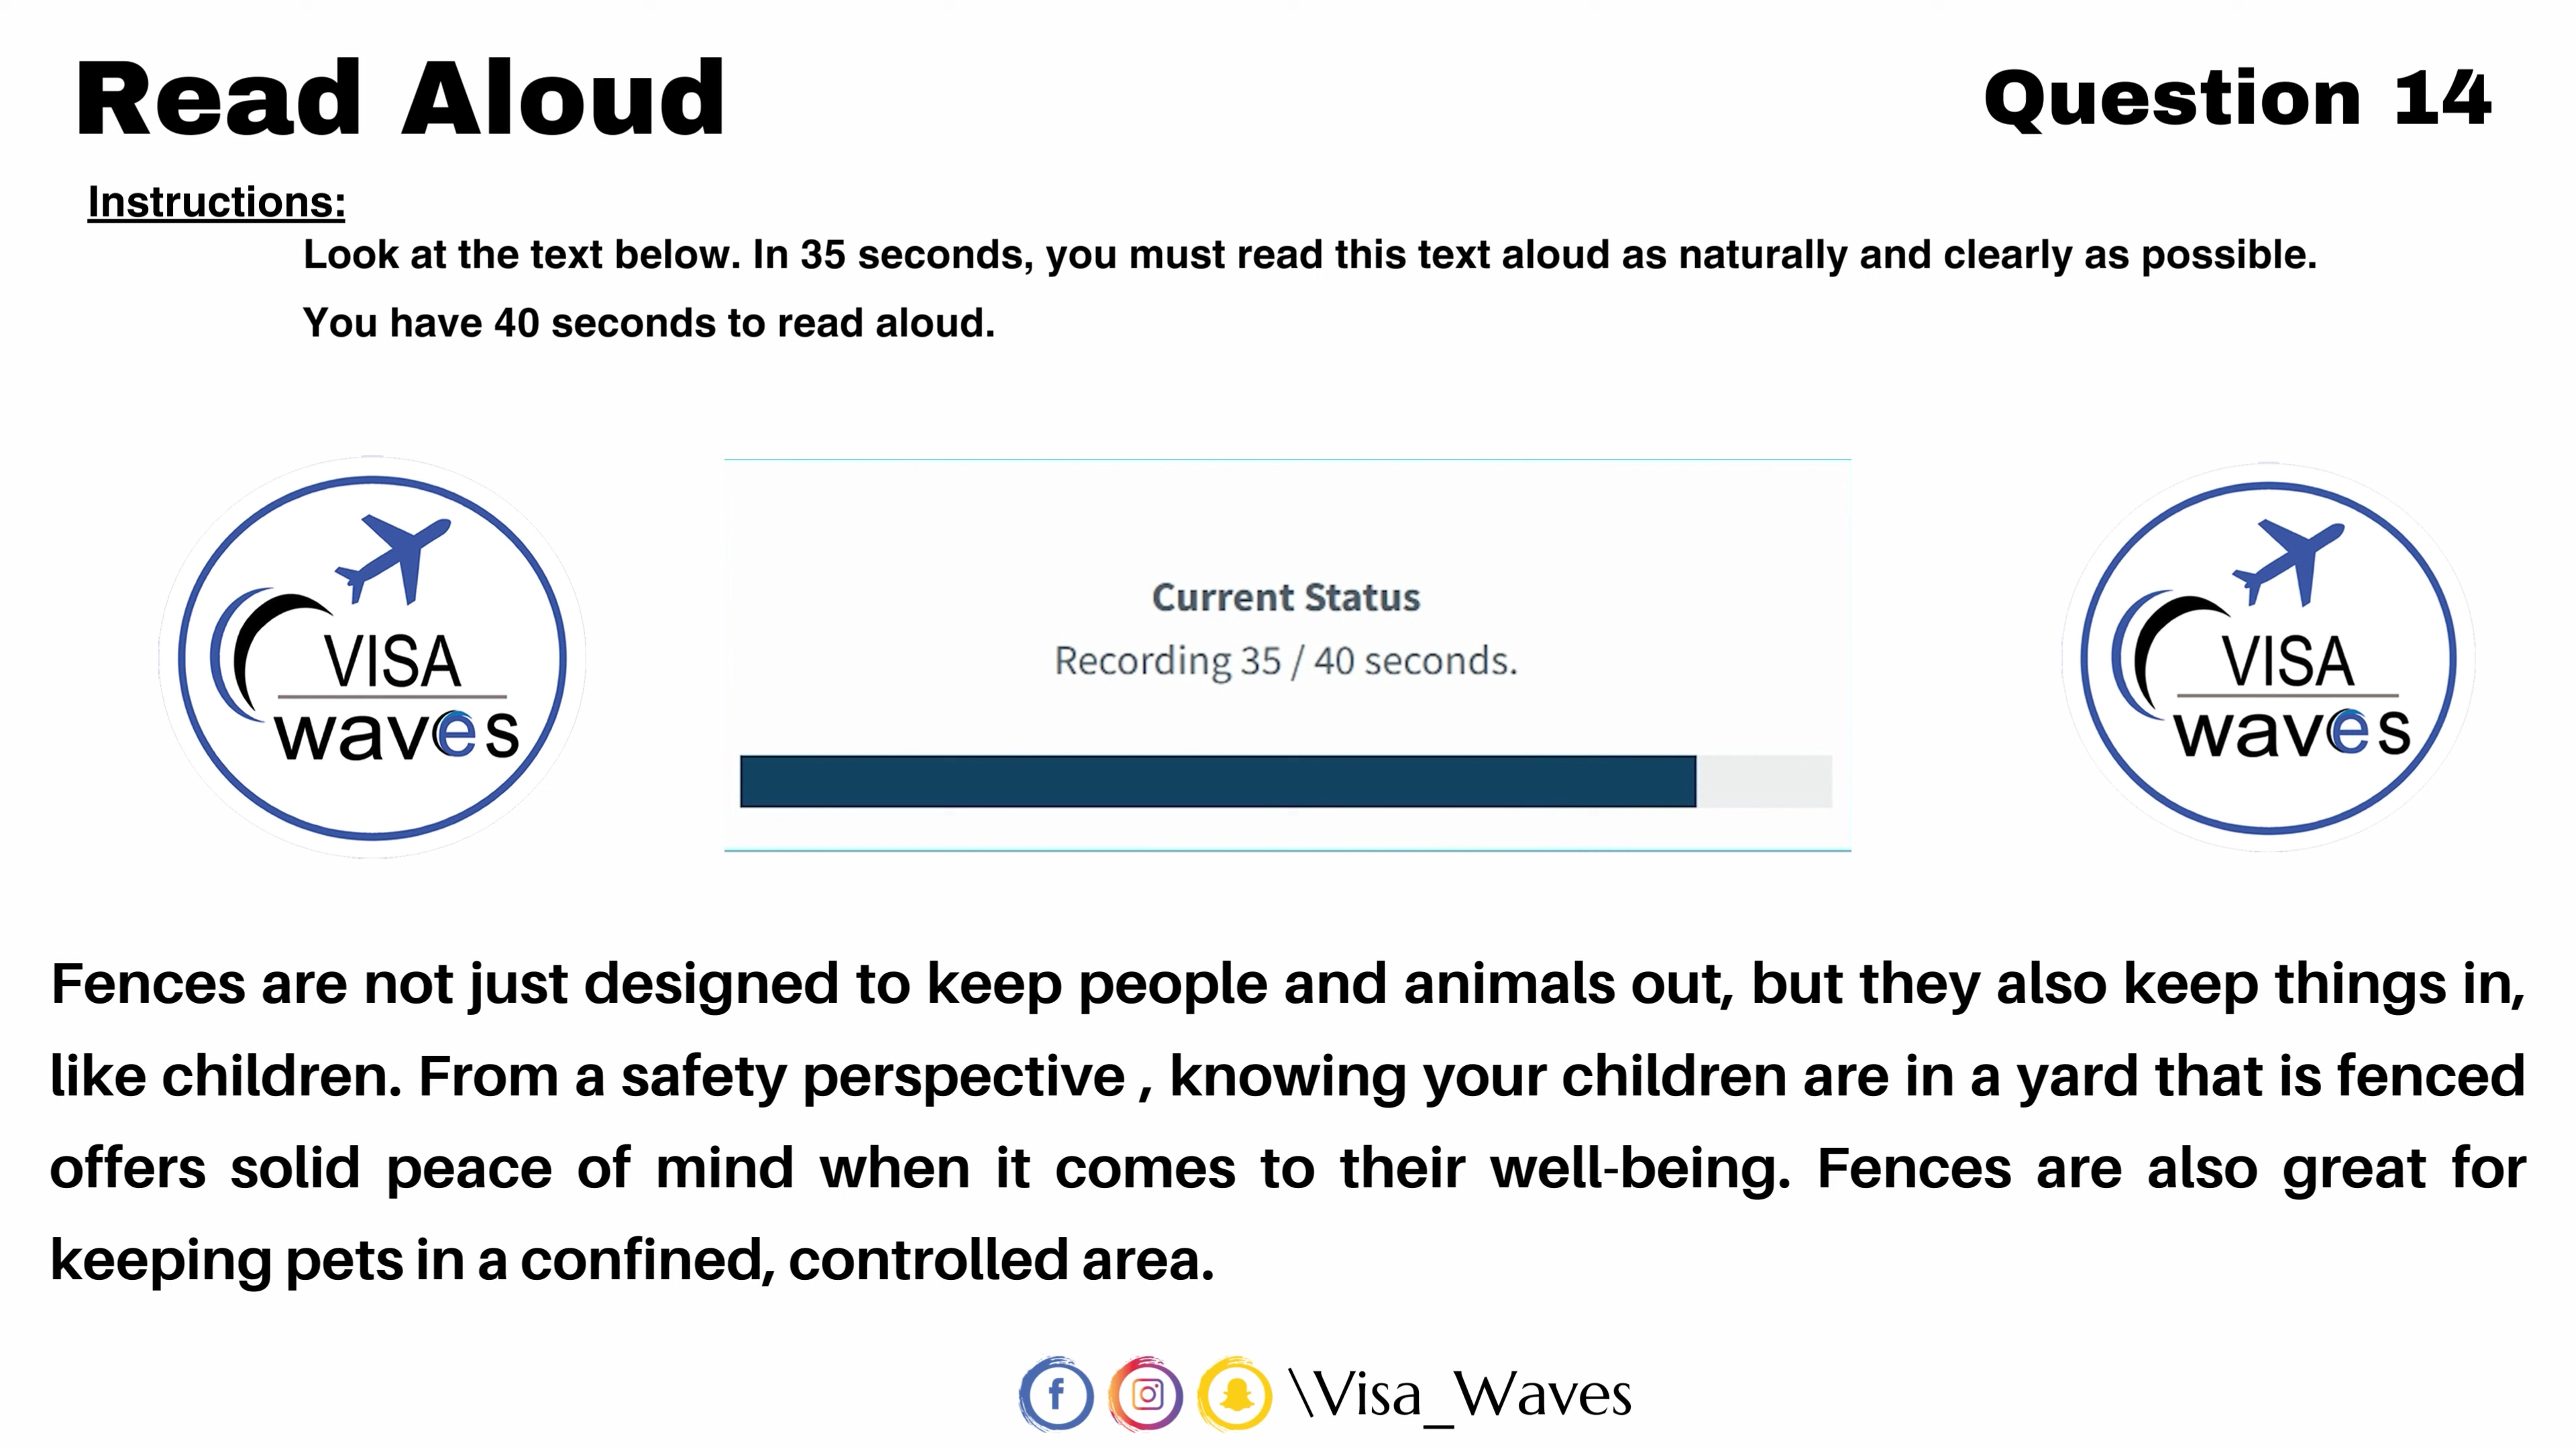 Read Aloud
Question 14
Instructions:
Look at the text below. In 35 seconds, you must read this text aloud as naturally and clearly as possible.
You have 40 seconds to read aloud.
VISA
waves
Current Status
Recording 35 / 40 seconds.
VISA
waves
Fences are not just designed to keep people and animals out, but they also keep things in,
like children. From a safety perspective , knowing your children are in a yard that is fenced
offers solid peace of mind when it comes to their well-being. Fences are also great for
keeping pets in a confined, controlled area.
\Visa_Waves